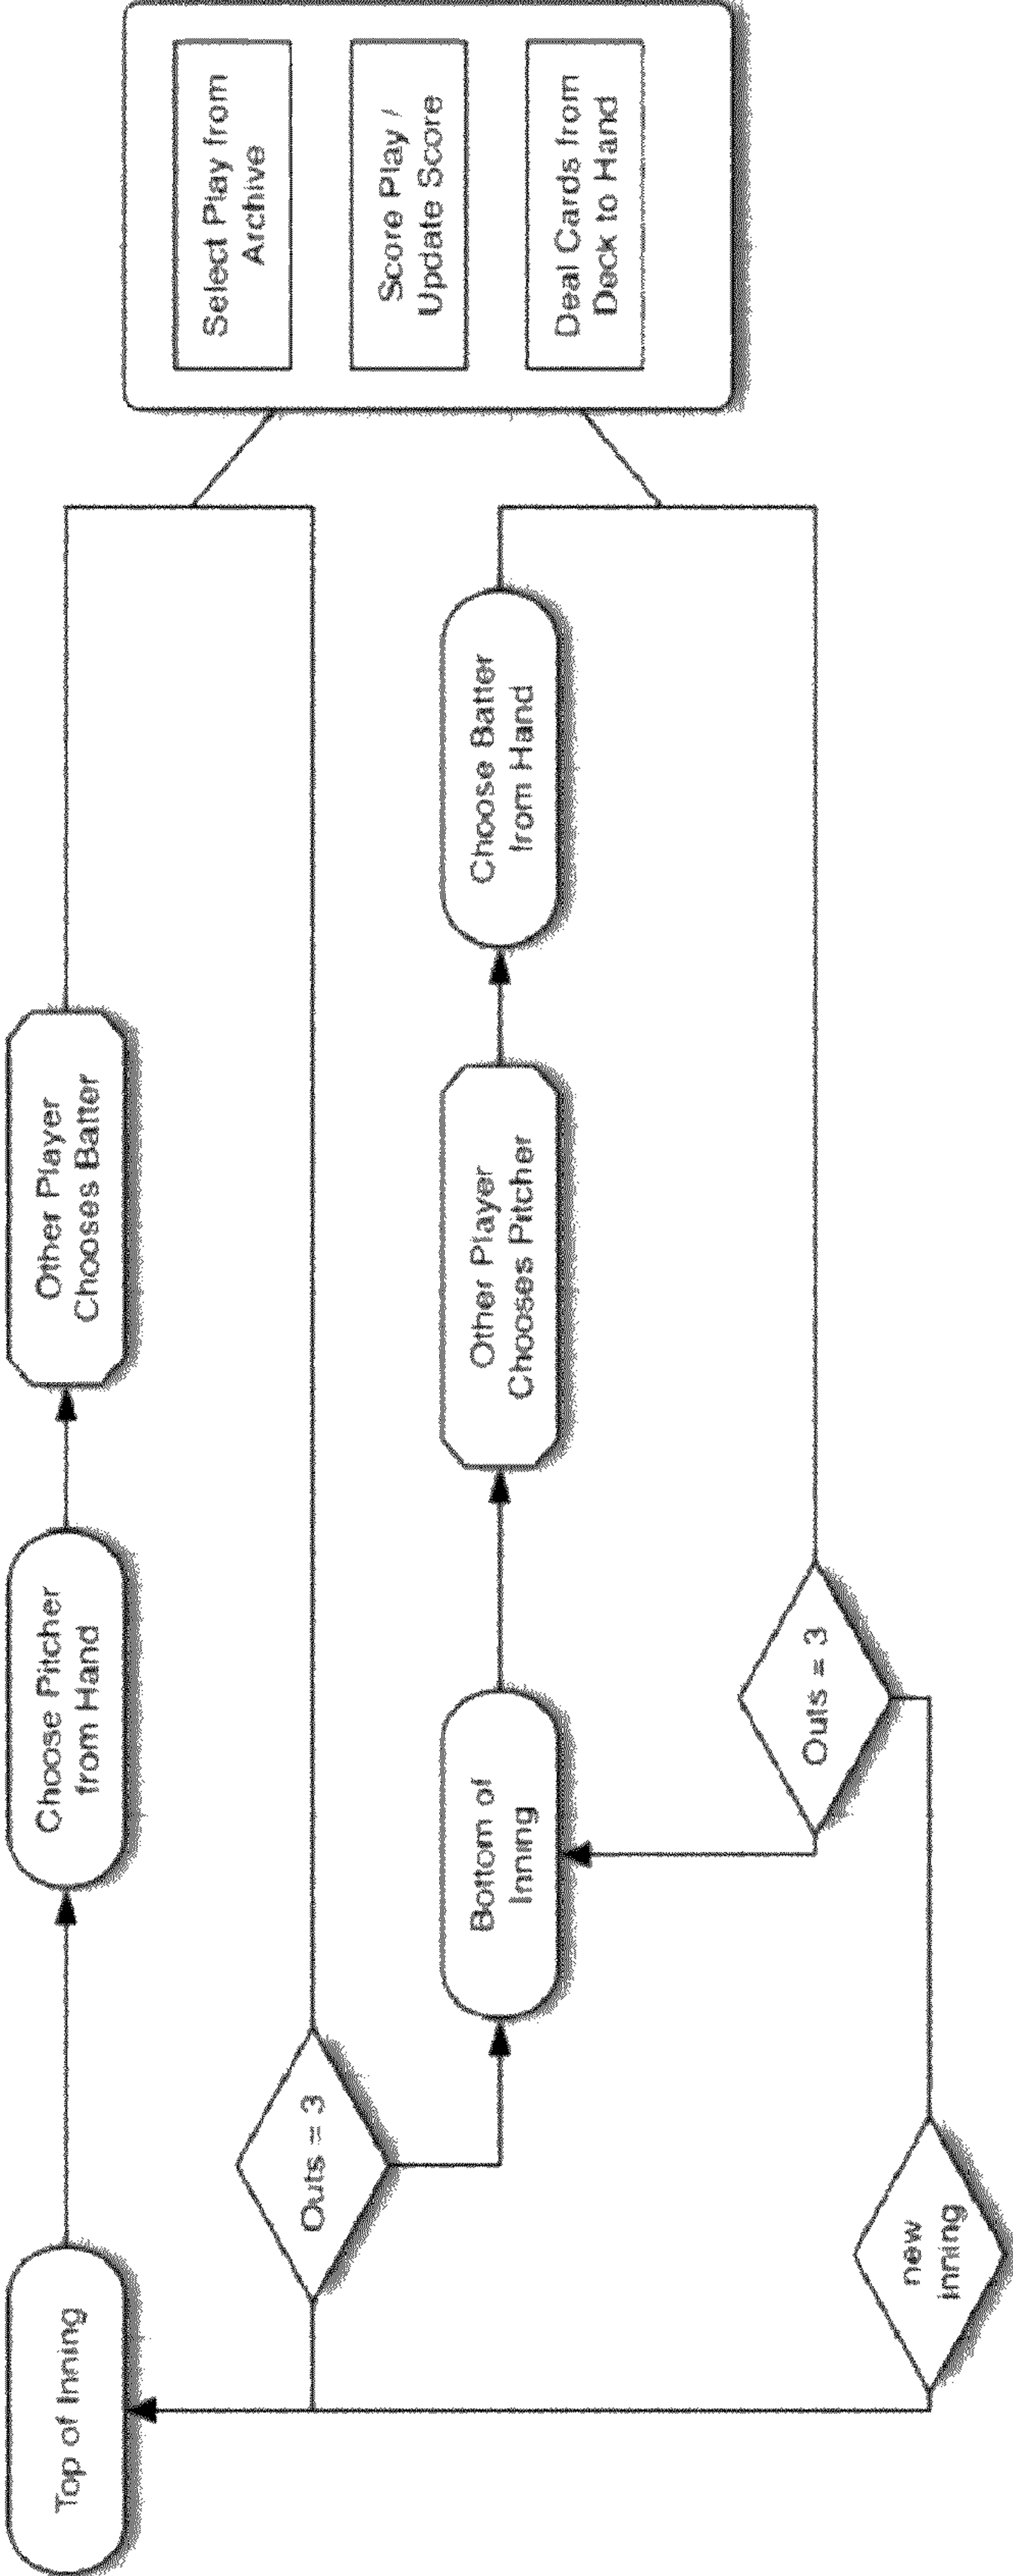 Top of Inning
Choose Pitcher
from Hand
Other Player
Chooses Batter
Select Play from
Archive
Score Play /
Update Score
Deal Cards from
Deck to Hand
Outs = 3
Bottom of
Inning
Other Player
Chooses Pitcher
Choose Batter
from Hand
Outs = 3
new
inning